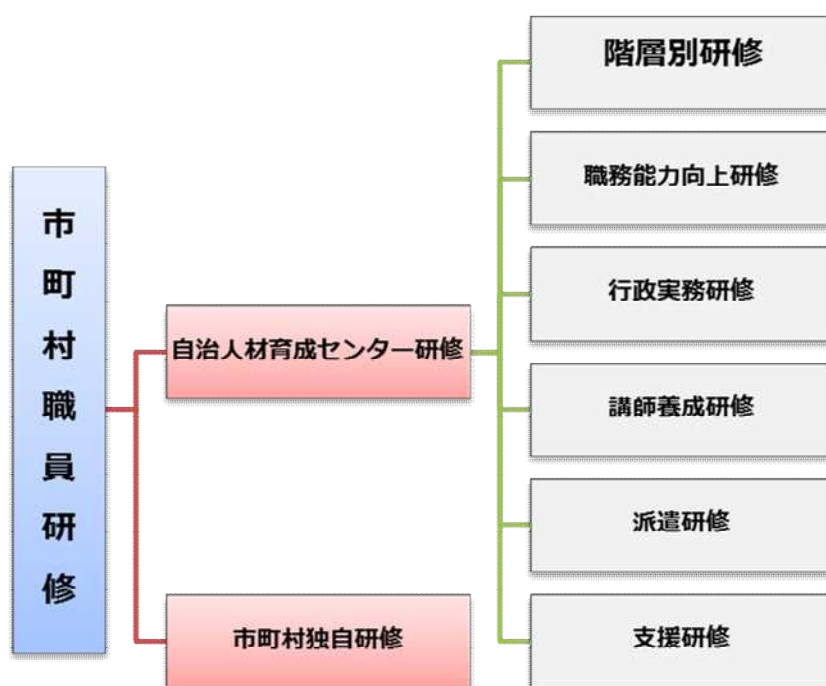 市町村職員研修
自治人材育成センター研修
市町村独自研修
階層別研修
職務能力向上研修
行政実務研修
講師養成研修
派遣研修
支援研修